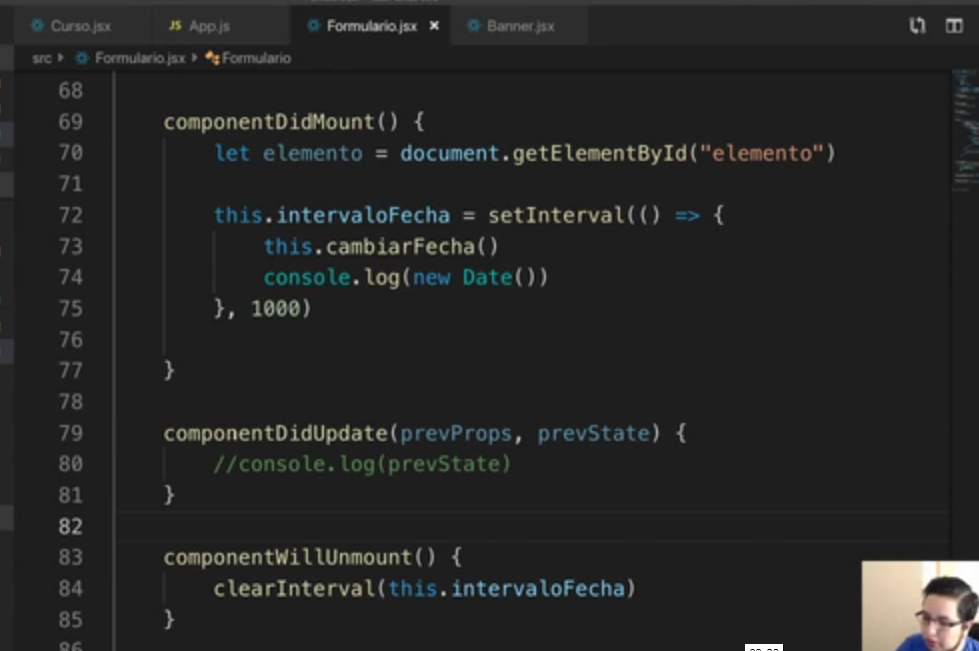 Curso.jsx JS App.js Formulario.jsx × Banner.jsx
src Formulario.jsx Formulario
68
69 componentDidMount() {
70 let elemento = document.getElementById("elemento")
71
72 this.intervaloFecha = setInterval(() => {
73 this.cambiarFecha()
74 console.log(new Date())
75 }, 1000)
76
77 }
78
79 componentDidUpdate(prevProps, prevState) {
80 //console.log(prevState)
81 }
82
83 componentWillUnmount() {
84 clearInterval(this.intervaloFecha)
85 }
86